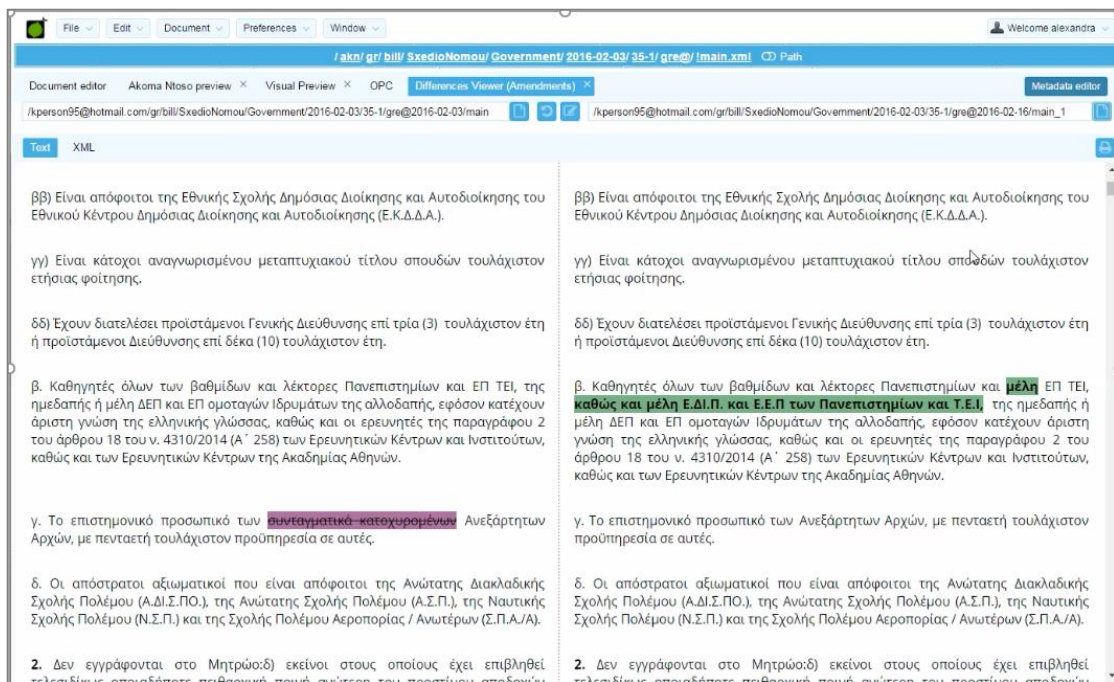 File Edit Document Preferences Window Welcome alexandra
/ akn/ gr/ bill/ SxedioNomou/ Government/ 2016-02-03/ 35-1/ gre@/ !main.xml Path
Document editor Akoma Ntoso preview × Visual Preview × OPC Differences Viewer (Amendments) × Metadata editor
/kperson95@hotmail.com/gr/bill/SxedioNomou/Government/2016-02-03/35-1/gre@2016-02-03/main
/kperson95@hotmail.com/gr/bill/SxedioNomou/Government/2016-02-03/35-1/gre@2016-02-16/main_1
Text XML
ββ) Είναι απόφοιτοι της Εθνικής Σχολής Δημόσιας Διοίκησης και Αυτοδιοίκησης του
Εθνικού Κέντρου Δημόσιας Διοίκησης και Αυτοδιοίκησης (Ε.Κ.Δ.Δ.Α.).
γγ) Είναι κάτοχοι αναγνωρισμένου μεταπτυχιακού τίτλου σπουδών τουλάχιστον
ετήσιας φοίτησης.
δδ) Έχουν διατελέσει προϊστάμενοι Γενικής Διεύθυνσης επί τρία (3) τουλάχιστον έτη
ή προϊστάμενοι Διεύθυνσης επί δέκα (10) τουλάχιστον έτη.
β. Καθηγητές όλων των βαθμίδων και λέκτορες Πανεπιστημίων και ΕΠ ΤΕΙ, της
ημεδαπής ή μέλη ΔΕΠ και ΕΠ ομοταγών Ιδρυμάτων της αλλοδαπής, εφόσον κατέχουν
άριστη γνώση της ελληνικής γλώσσας, καθώς και οι ερευνητές της παραγράφου 2
του άρθρου 18 του ν. 4310/2014 (Α΄ 258) των Ερευνητικών Κέντρων και Ινστιτούτων,
καθώς και των Ερευνητικών Κέντρων της Ακαδημίας Αθηνών.
γ. Το επιστημονικό προσωπικό των συνταγματικά κατοχυρομένων Ανεξάρτητων
Αρχών, με πενταετή τουλάχιστον προϋπηρεσία σε αυτές.
δ. Οι απόστρατοι αξιωματικοί που είναι απόφοιτοι της Ανώτατης Διακλαδικής
Σχολής Πολέμου (Α.ΔΙ.Σ.ΠΟ.), της Ανώτατης Σχολής Πολέμου (Α.Σ.Π.), της Ναυτικής
Σχολής Πολέμου (Ν.Σ.Π.) και της Σχολής Πολέμου Αεροπορίας / Ανωτέρων (Σ.Π.Α./Α).
2. Δεν εγγράφονται στο Μητρώο:δ) εκείνοι στους οποίους έχει επιβληθεί
τελεσιδίκως οποιαδήποτε πειθαρχική ποινή ανώτερη του προστίμου αποδοχών
ββ) Είναι απόφοιτοι της Εθνικής Σχολής Δημόσιας Διοίκησης και Αυτοδιοίκησης του
Εθνικού Κέντρου Δημόσιας Διοίκησης και Αυτοδιοίκησης (Ε.Κ.Δ.Δ.Α.).
γγ) Είναι κάτοχοι αναγνωρισμένου μεταπτυχιακού τίτλου σπουδών τουλάχιστον
ετήσιας φοίτησης.
δδ) Έχουν διατελέσει προϊστάμενοι Γενικής Διεύθυνσης επί τρία (3) τουλάχιστον έτη
ή προϊστάμενοι Διεύθυνσης επί δέκα (10) τουλάχιστον έτη.
β. Καθηγητές όλων των βαθμίδων και λέκτορες Πανεπιστημίων και μέλη ΕΠ ΤΕΙ,
καθώς και μέλη Ε.ΔΙ.Π. και Ε.Ε.Π των Πανεπιστημίων και Τ.Ε.Ι, της ημεδαπής ή
μέλη ΔΕΠ και ΕΠ ομοταγών Ιδρυμάτων της αλλοδαπής, εφόσον κατέχουν άριστη
γνώση της ελληνικής γλώσσας, καθώς και οι ερευνητές της παραγράφου 2 του
άρθρου 18 του ν. 4310/2014 (Α΄ 258) των Ερευνητικών Κέντρων και Ινστιτούτων,
καθώς και των Ερευνητικών Κέντρων της Ακαδημίας Αθηνών.
γ. Το επιστημονικό προσωπικό των Ανεξάρτητων Αρχών, με πενταετή τουλάχιστον
προϋπηρεσία σε αυτές.
δ. Οι απόστρατοι αξιωματικοί που είναι απόφοιτοι της Ανώτατης Διακλαδικής
Σχολής Πολέμου (Α.ΔΙ.Σ.ΠΟ.), της Ανώτατης Σχολής Πολέμου (Α.Σ.Π.), της Ναυτικής
Σχολής Πολέμου (Ν.Σ.Π.) και της Σχολής Πολέμου Αεροπορίας / Ανωτέρων (Σ.Π.Α./Α).
2. Δεν εγγράφονται στο Μητρώο:δ) εκείνοι στους οποίους έχει επιβληθεί
τελεσιδίκως οποιαδήποτε πειθαρχική ποινή ανώτερη του προστίμου αποδοχών